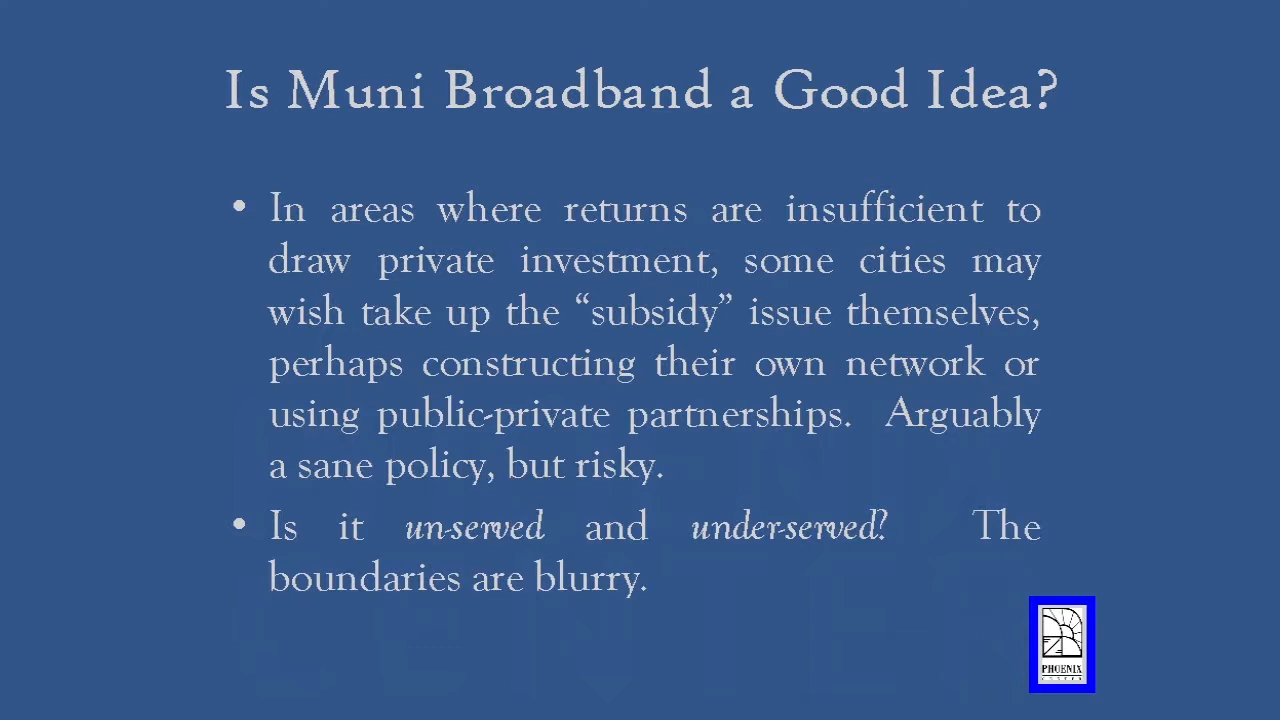 Is Muni Broadband a Good Idea?
• In areas where returns are insufficient to
draw private investment, some cities may
wish take up the “subsidy” issue themselves,
perhaps constructing their own network or
using public-private partnerships. Arguably
a sane policy, but risky.
• Is it un-served and under-served? The
boundaries are blurry.
PHOENIX
CENTER